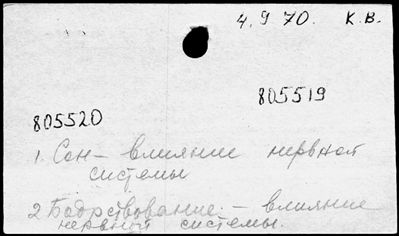 4.9 70. К.В.
805519
805520
1. Сон – влияние нервной
системы
2 Бодрствование. – влияние
нервной системы.